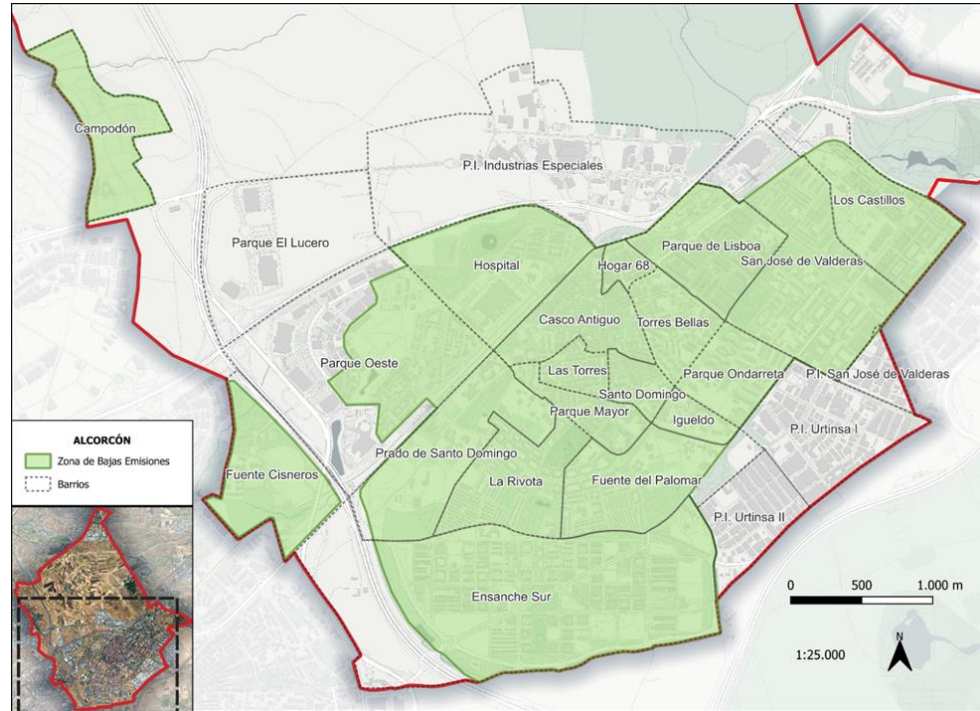 Campodón
P.I. Industrias Especiales
Los Castillos
Parque El Lucero
Parque de Lisboa
Hospital
Hogar 68
San José de Valderas
Casco Antiguo
Torres Bellas
Parque Oeste
Las Torres
Parque Ondarreta
P.I. San José de Valderas
Santo Domingo
Parque Mayor
Igueldo
P.I. Urtinsa I
Prado de Santo Domingo
Fuente Cisneros
La Rivota
Fuente del Palomar
P.I. Urtinsa II
Ensanche Sur
ALCORCÓN
Zona de Bajas Emisiones
Barrios
0 500 1.000 m
1:25.000
N